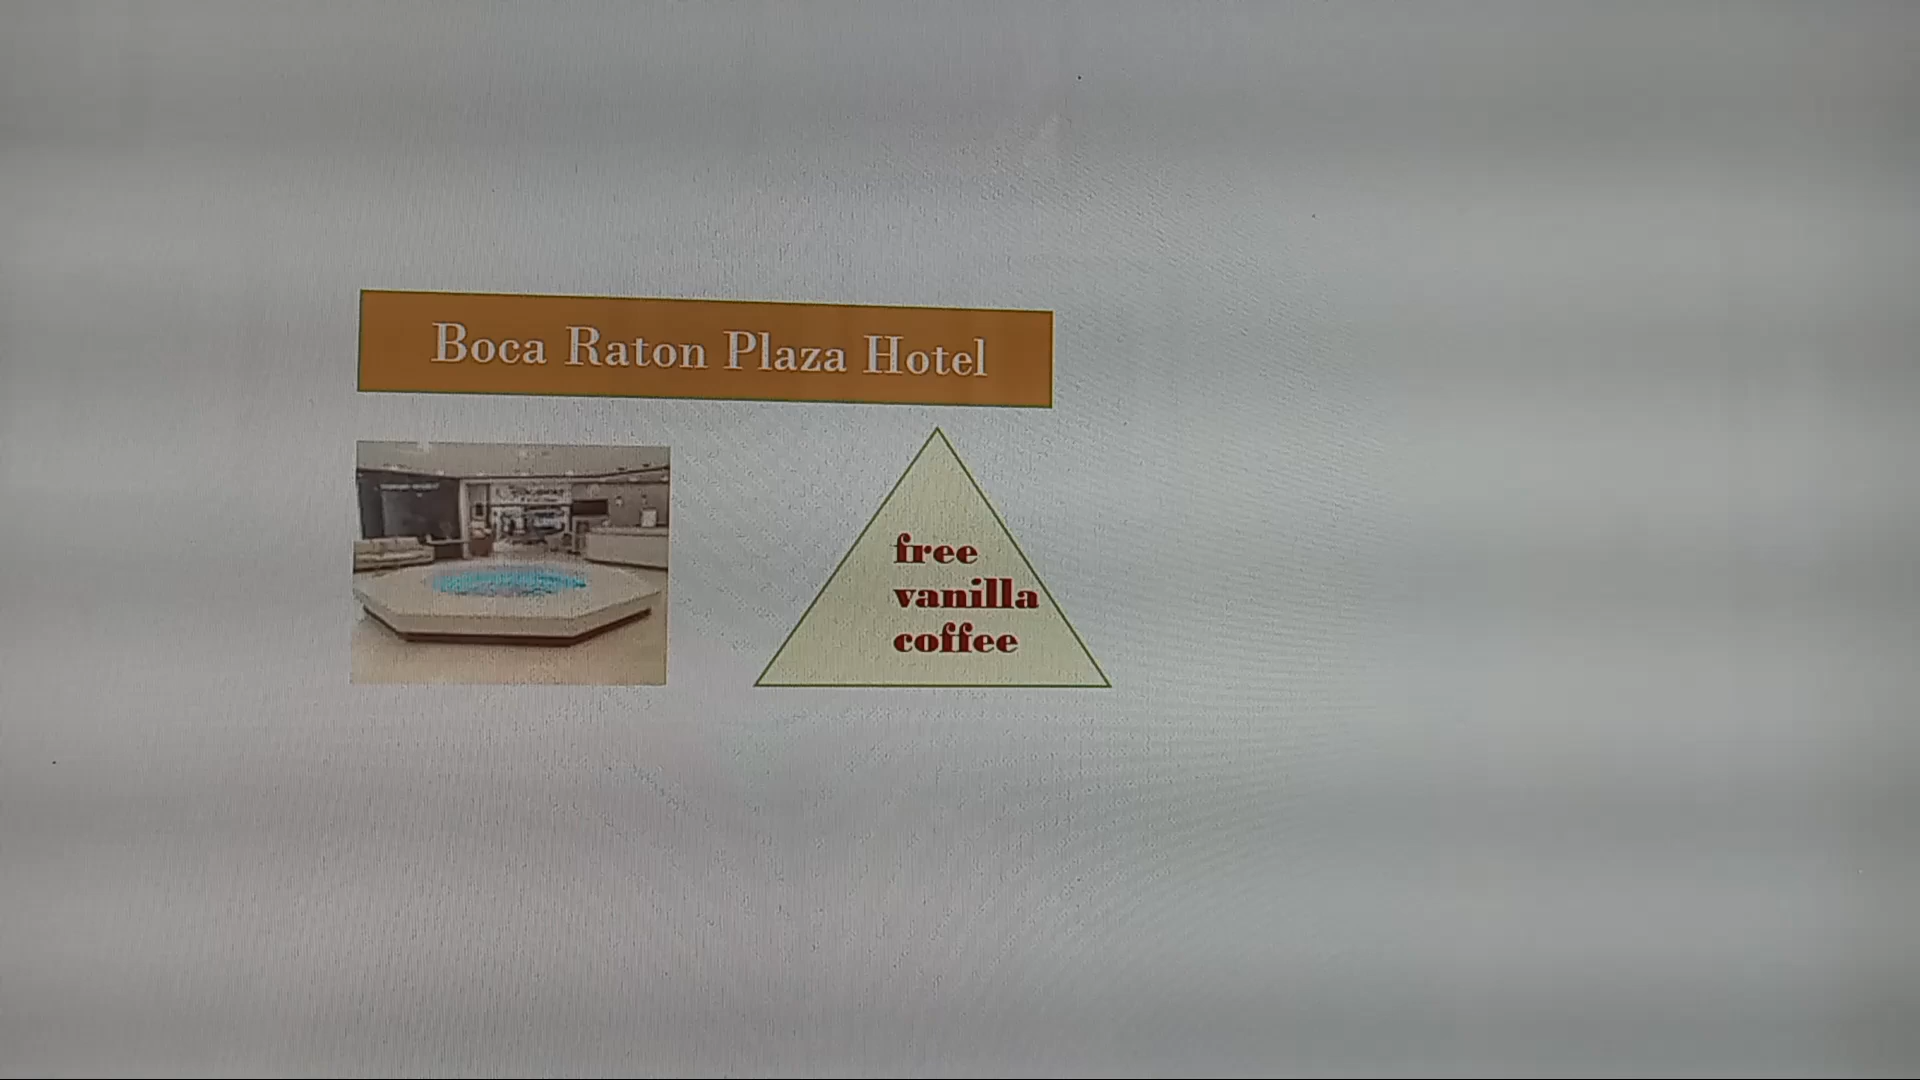 Boca Raton Plaza Hotel
free
vanilla
coffee